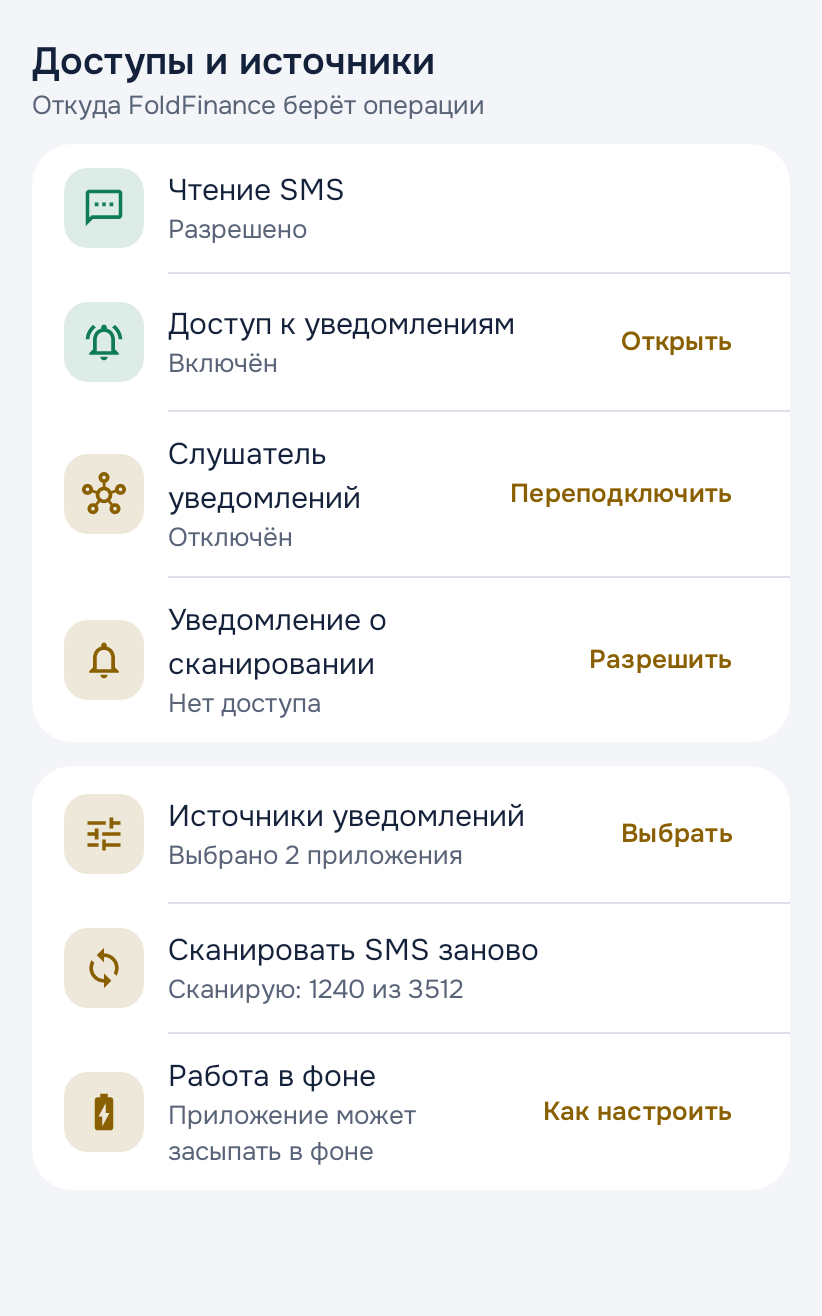 Доступы и источники
Откуда FoldFinance берёт операции
Чтение SMS
Разрешено
Доступ к уведомлениям
Включён
Открыть
Слушатель
уведомлений
Отключён
Переподключить
Уведомление о
сканировании
Нет доступа
Разрешить
Источники уведомлений
Выбрано 2 приложения
Выбрать
Сканировать SMS заново
Сканирую: 1240 из 3512
Работа в фоне
Приложение может
засыпать в фоне
Как настроить